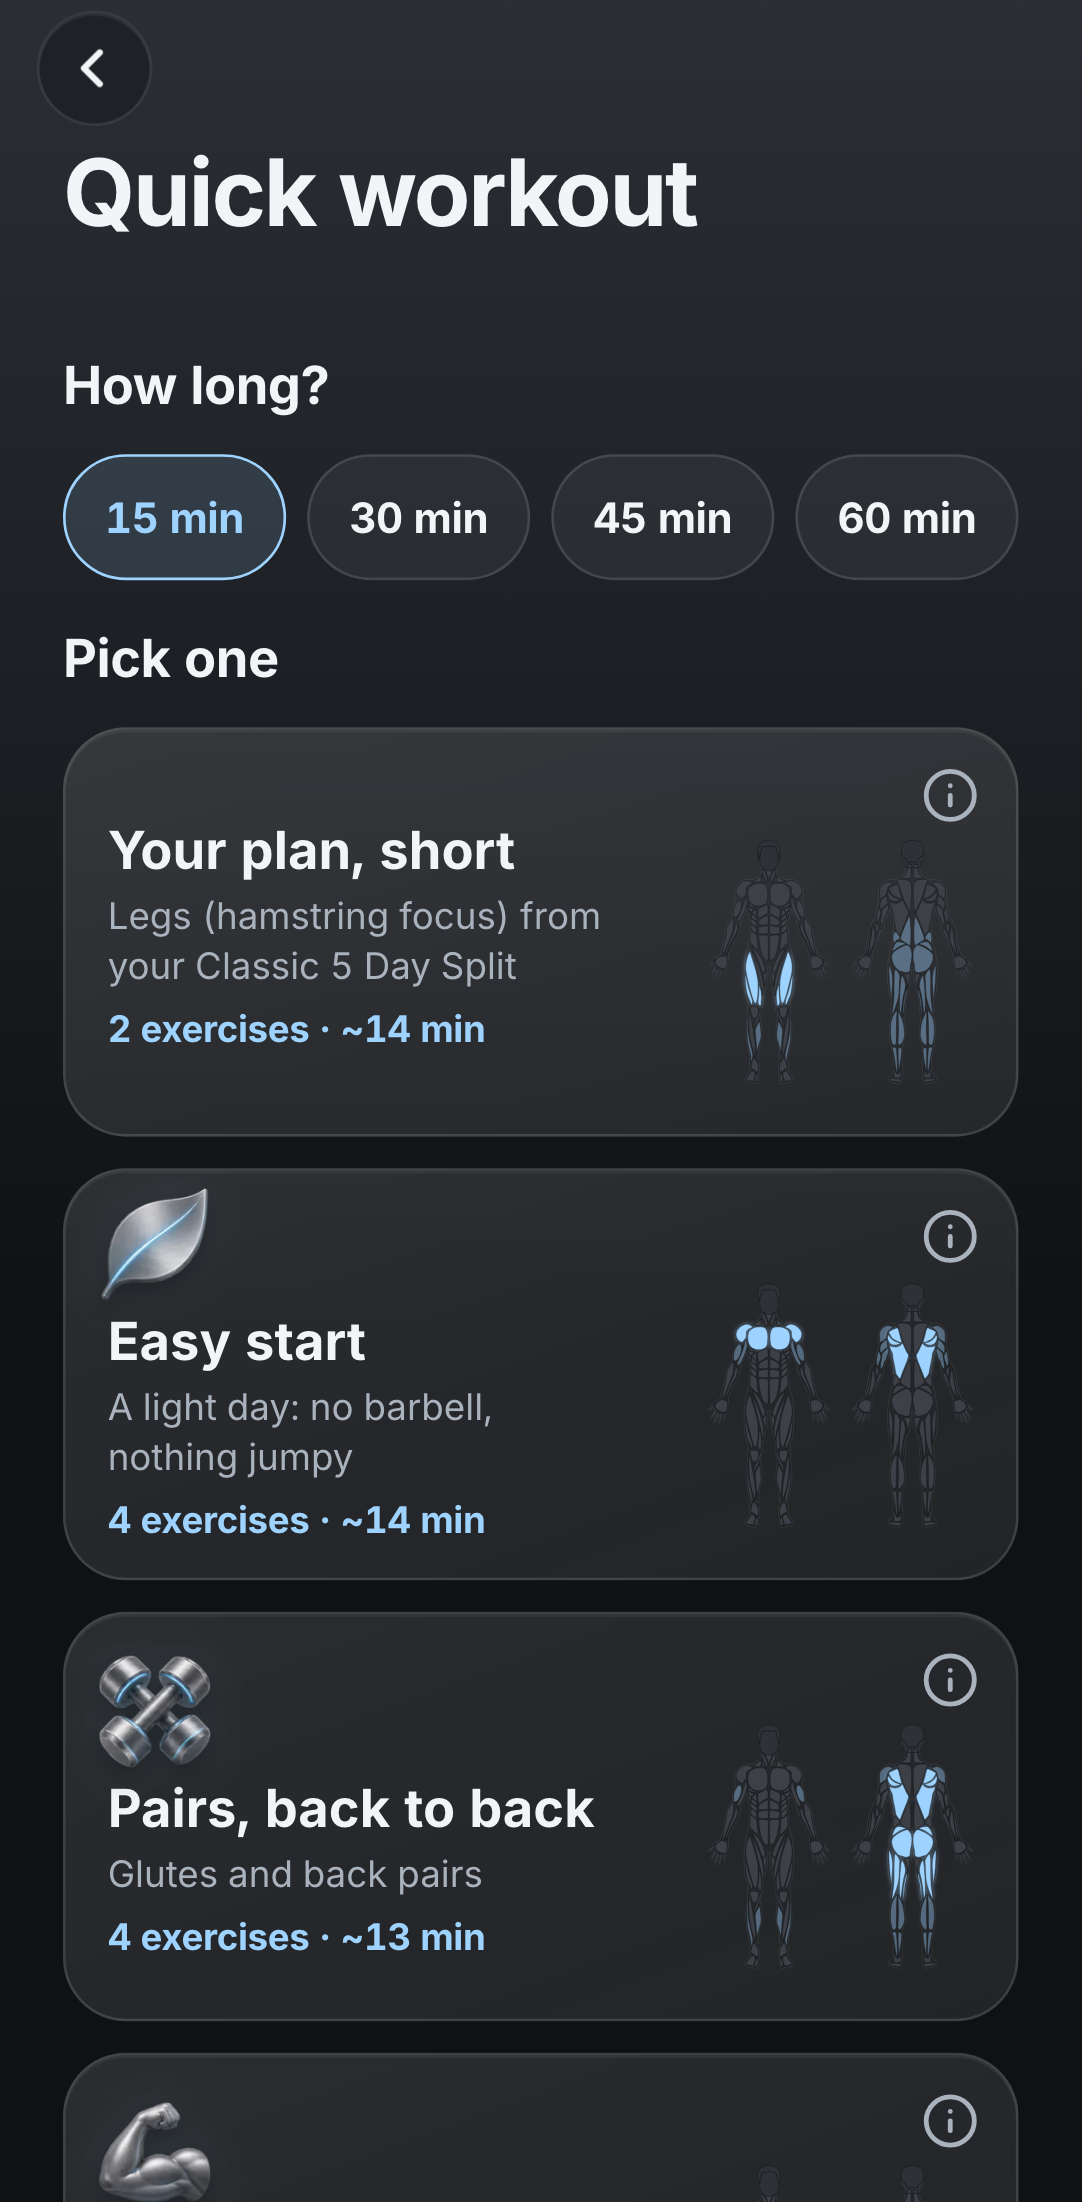 Quick workout
How long?
15 min
30 min
45 min
60 min
Pick one
Your plan, short
Legs (hamstring focus) from
your Classic 5 Day Split
2 exercises · ~14 min
Easy start
A light day: no barbell,
nothing jumpy
4 exercises · ~14 min
Pairs, back to back
Glutes and back pairs
4 exercises · ~13 min